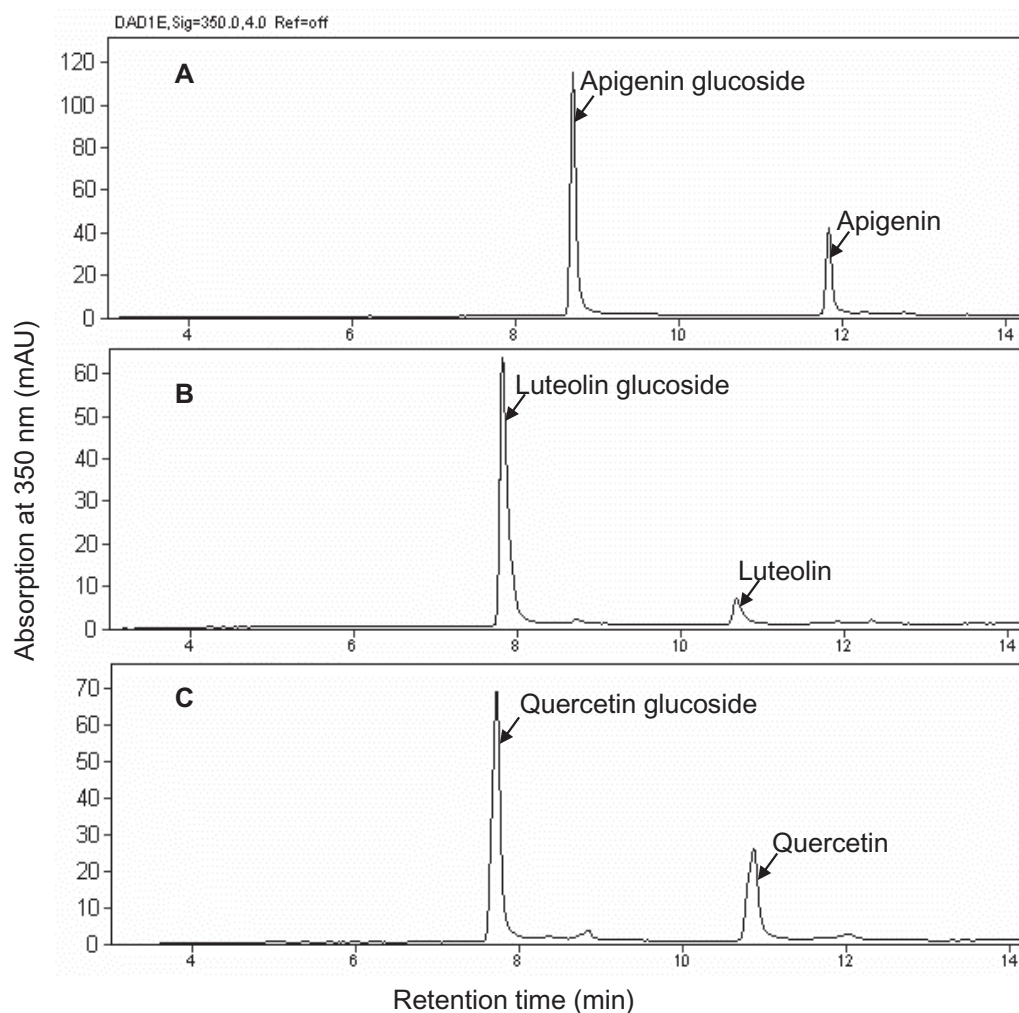 DAD1E,Sig=350.0,4.0 Ref=off
Absorption at 350 nm (mAU)
A
120
100
80
60
40
20
0
Apigenin glucoside
Apigenin
4 6 8 10 12 14
B
60
50
40
30
20
10
0
Luteolin glucoside
Luteolin
4 6 8 10 12 14
C
70
60
50
40
30
20
10
0
Quercetin glucoside
Quercetin
4 6 8 10 12 14
Retention time (min)